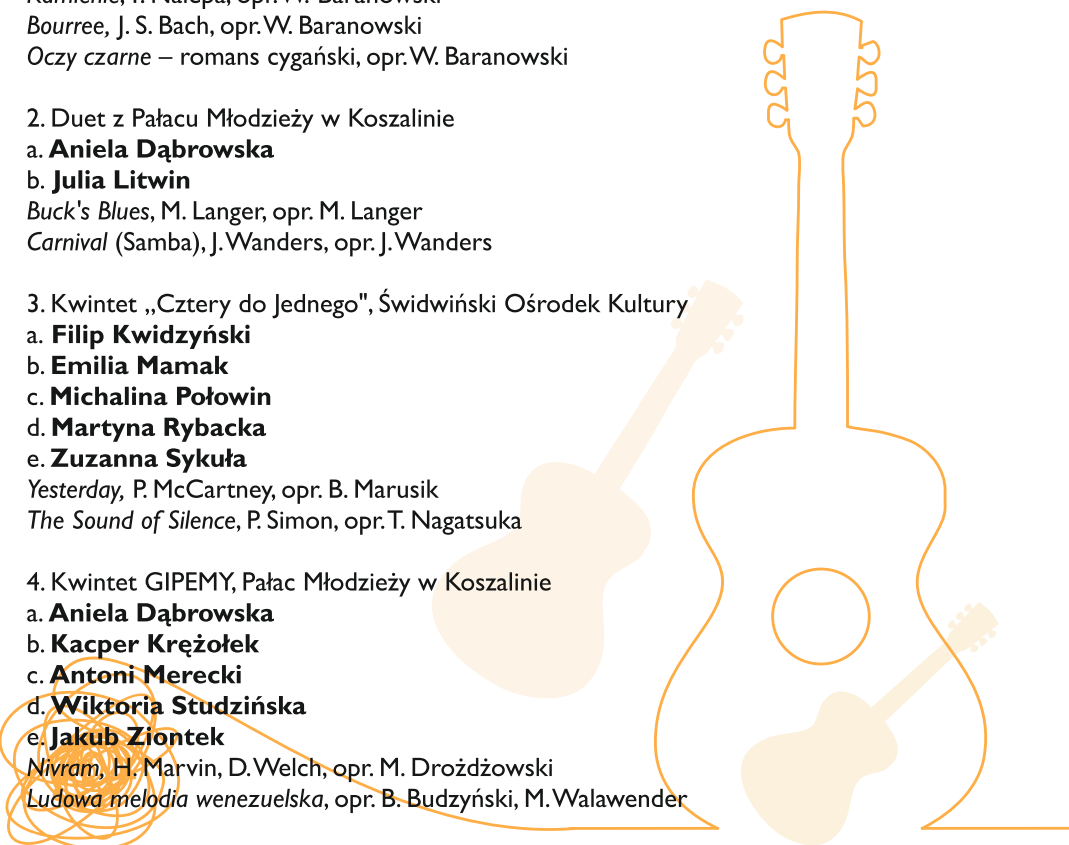 Kamienie, T. Nalepa, opr. W. Baranowski
Bourree, J. S. Bach, opr. W. Baranowski
Oczy czarne – romans cygański, opr. W. Baranowski
2. Duet z Pałacu Młodzieży w Koszalinie
a. Aniela Dąbrowska
b. Julia Litwin
Buck's Blues, M. Langer, opr. M. Langer
Carnival (Samba), J. Wanders, opr. J. Wanders
3. Kwintet „Cztery do Jednego", Świdwiński Ośrodek Kultury
a. Filip Kwidzyński
b. Emilia Mamak
c. Michalina Połowin
d. Martyna Rybacka
e. Zuzanna Sykuła
Yesterday, P. McCartney, opr. B. Marusik
The Sound of Silence, P. Simon, opr. T. Nagatsuka
4. Kwintet GIPEMY, Pałac Młodzieży w Koszalinie
a. Aniela Dąbrowska
b. Kacper Krężołek
c. Antoni Merecki
d. Wiktoria Studzińska
e. Jakub Ziontek
Nivram, H. Marvin, D. Welch, opr. M. Drożdżowski
Ludowa melodia wenezuelska, opr. B. Budzyński, M. Walawender